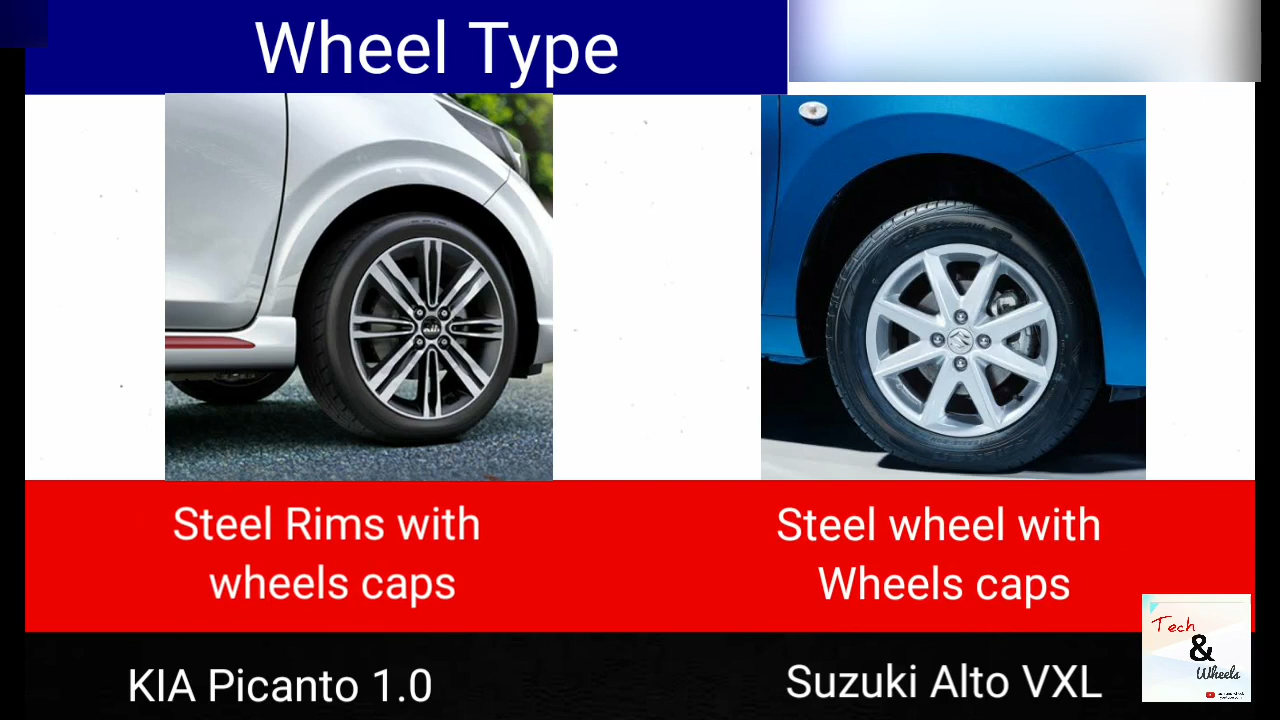 Wheel Type
Steel Rims with
wheels caps
Steel wheel with
Wheels caps
KIA Picanto 1.0
Suzuki Alto VXL
Tech
&
Wheels